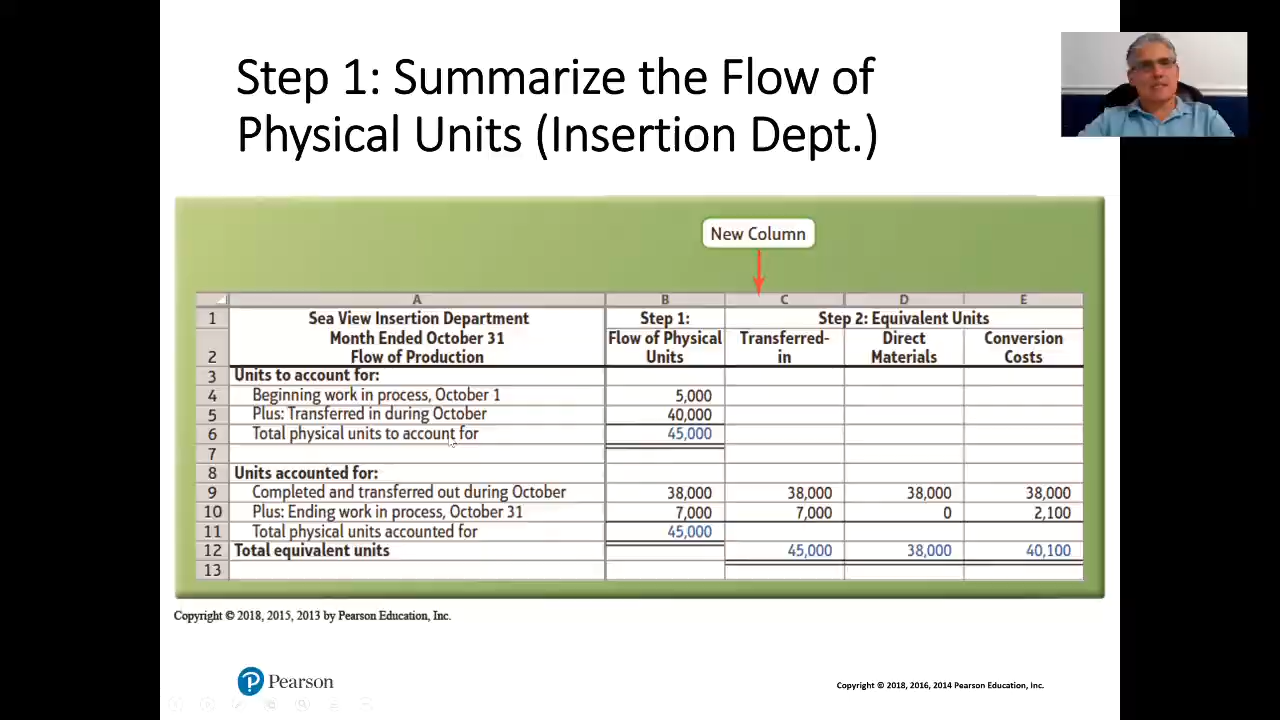 Step 1: Summarize the Flow of
Physical Units (Insertion Dept.)
New Column
A B C D E
1 Sea View Insertion Department Step 1: Step 2: Equivalent Units
Month Ended October 31 Flow of Physical Transferred- Direct Conversion
2 Flow of Production Units in Materials Costs
3 Units to account for:
4 Beginning work in process, October 1 5,000
5 Plus: Transferred in during October 40,000
6 Total physical units to account for 45,000
7
8 Units accounted for:
9 Completed and transferred out during October 38,000 38,000 38,000 38,000
10 Plus: Ending work in process, October 31 7,000 7,000 0 2,100
11 Total physical units accounted for 45,000
12 Total equivalent units 45,000 38,000 40,100
13
Copyright © 2018, 2015, 2013 by Pearson Education, Inc.
P Pearson
Copyright © 2018, 2016, 2014 Pearson Education, Inc.